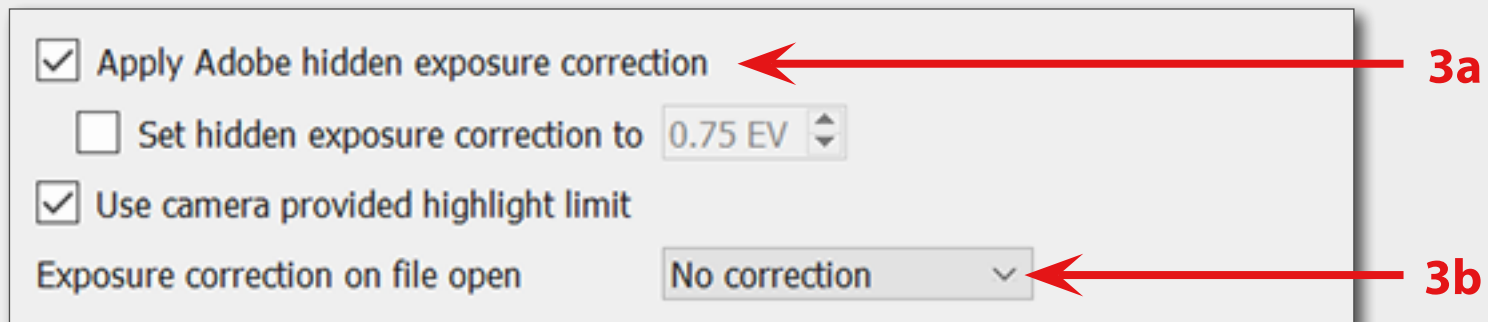 Apply Adobe hidden exposure correction 3a
Set hidden exposure correction to 0.75 EV
Use camera provided highlight limit
Exposure correction on file open No correction 3b